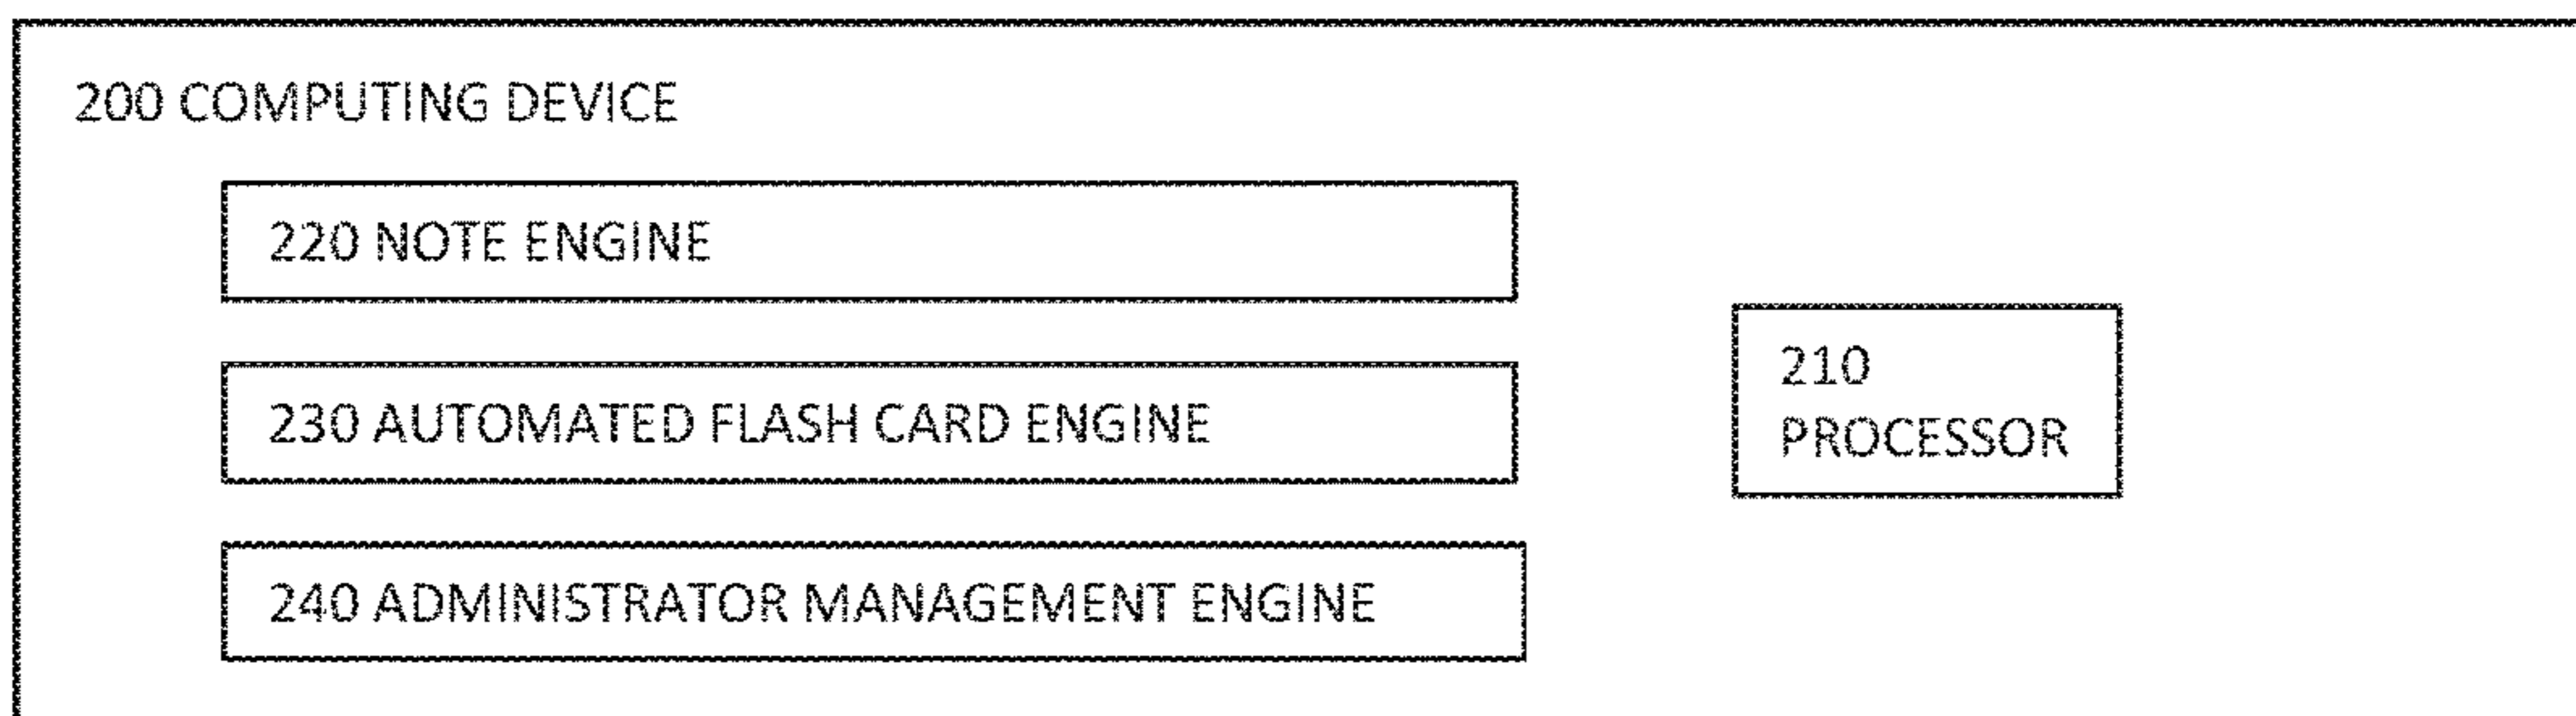 200 COMPUTING DEVICE
220 NOTE ENGINE
230 AUTOMATED FLASH CARD ENGINE
210
PROCESSOR
240 ADMINISTRATOR MANAGEMENT ENGINE